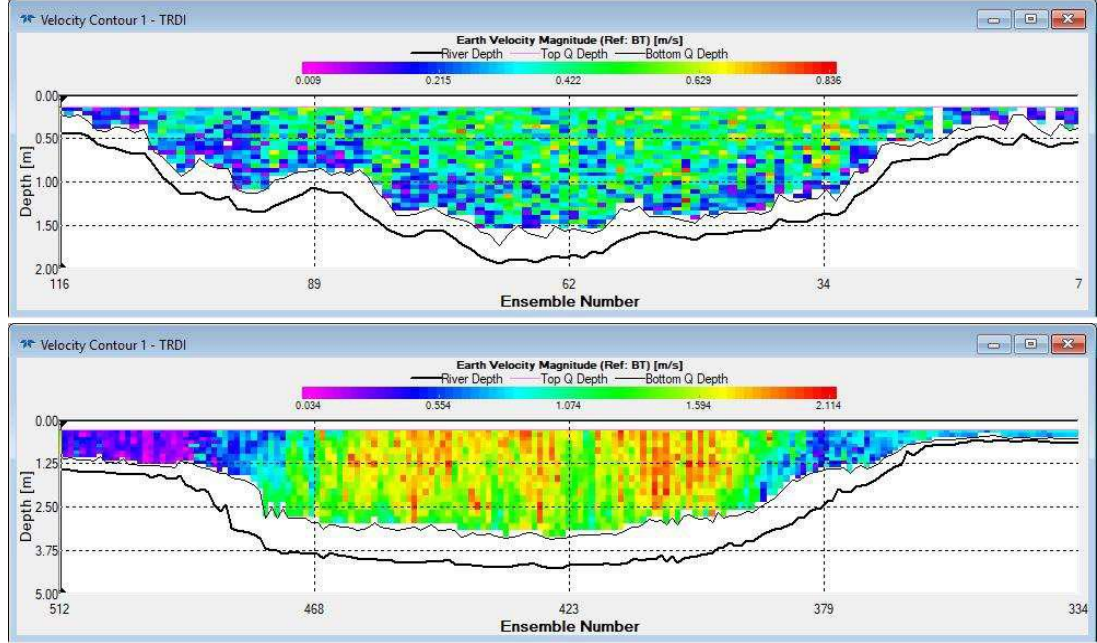 Velocity Contour 1 - TRDI
Earth Velocity Magnitude (Ref: BT) [m/s]
River Depth Top Q Depth Bottom Q Depth
0.009 0.215 0.422 0.629 0.836
0.00
0.50
1.00
1.50
2.00
Depth [m]
116 89 62 34 7
Ensemble Number
Velocity Contour 1 - TRDI
Earth Velocity Magnitude (Ref: BT) [m/s]
River Depth Top Q Depth Bottom Q Depth
0.034 0.554 1.074 1.594 2.114
0.00
1.25
2.50
3.75
5.00
Depth [m]
512 468 423 379 334
Ensemble Number